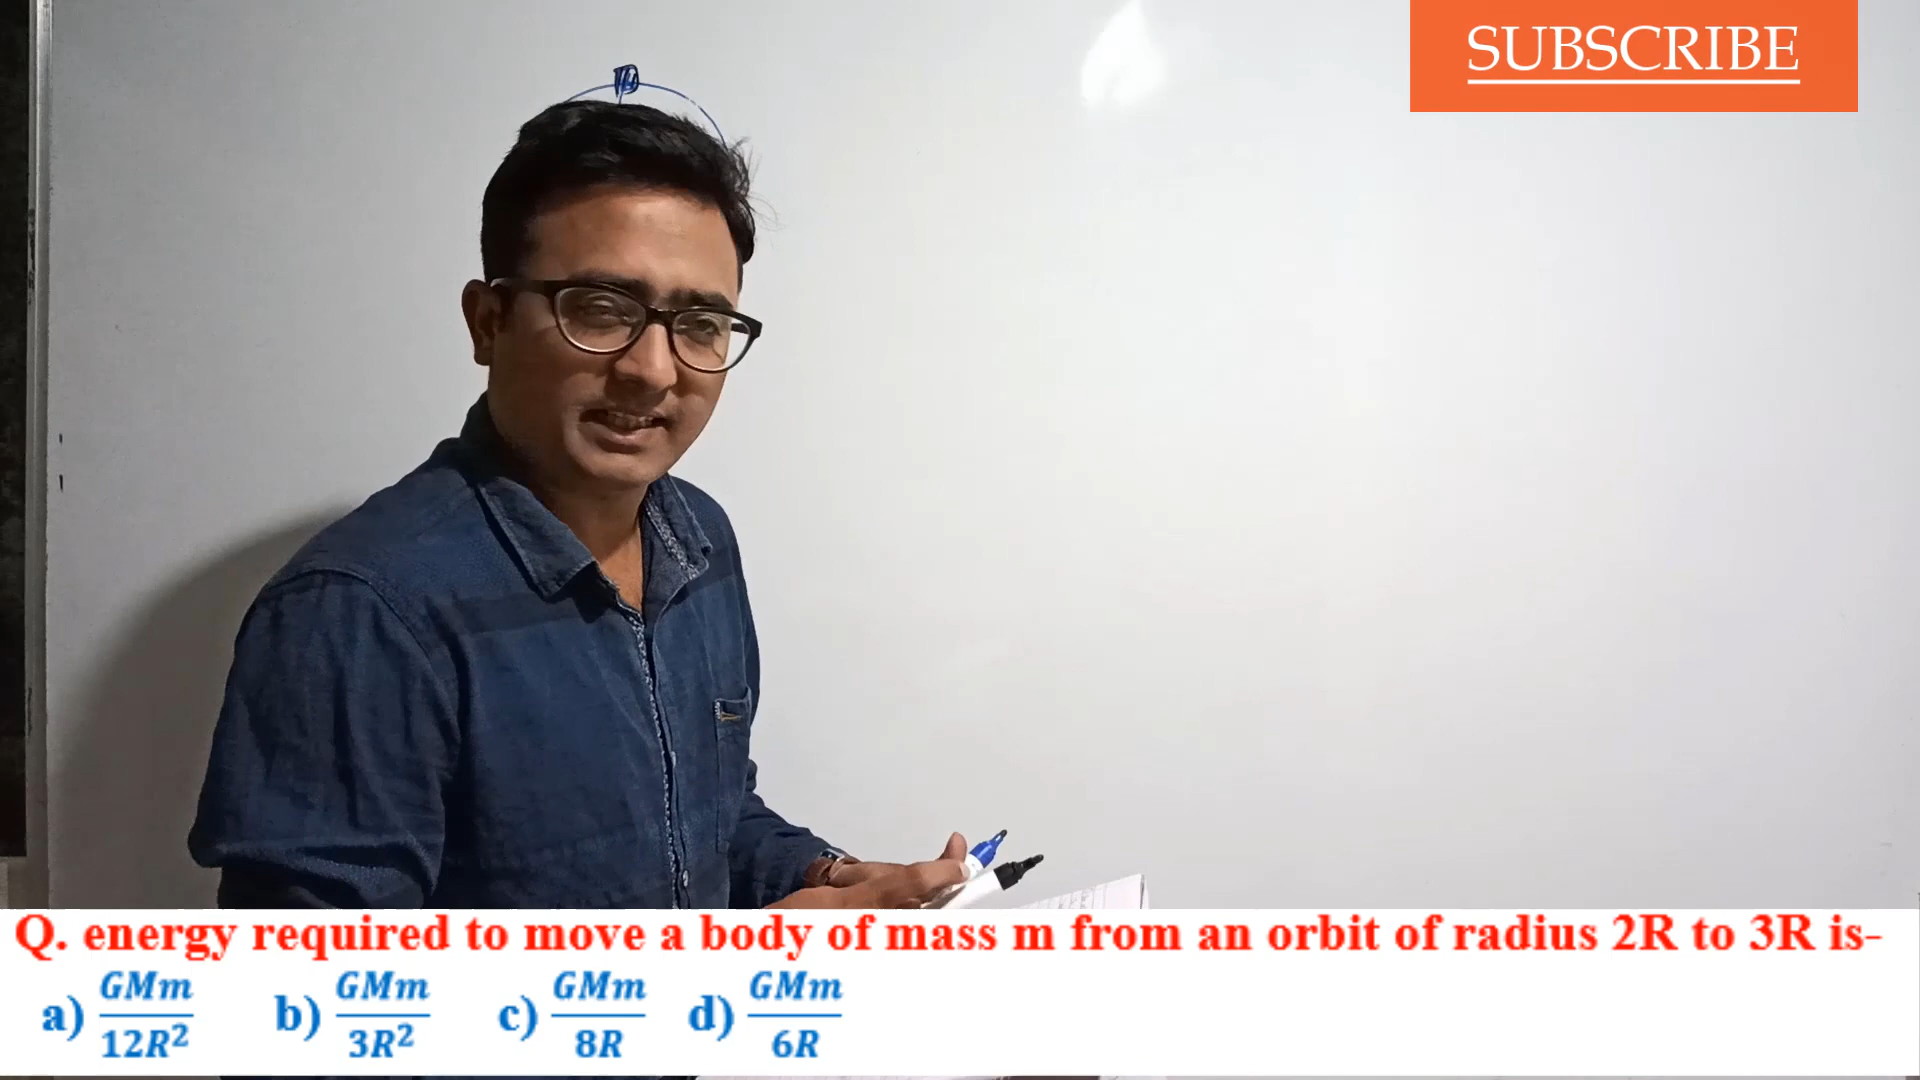 SUBSCRIBE
Q. energy required to move a body of mass m from an orbit of radius 2R to 3R is-
a) GMm/12R² b) GMm/3R² c) GMm/8R d) GMm/6R